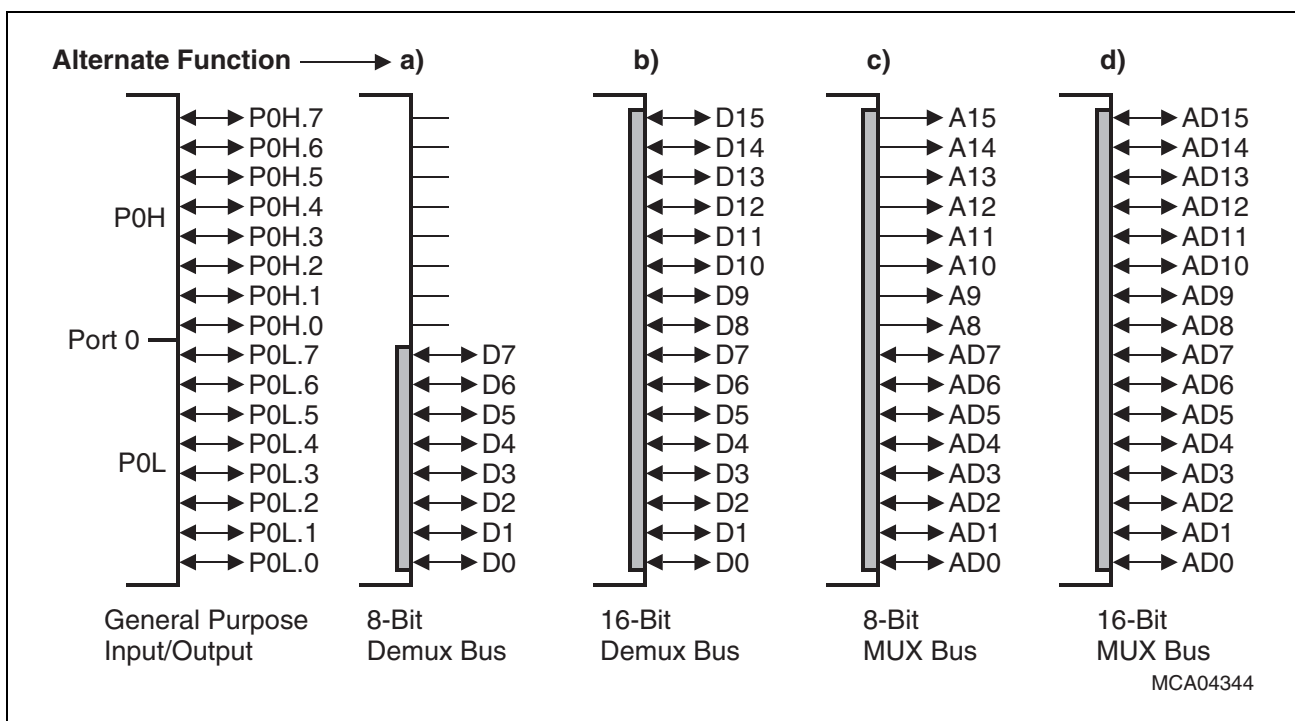 Alternate Function a) b) c) d)
P0H.7 D15 A15 AD15
P0H.6 D14 A14 AD14
P0H.5 D13 A13 AD13
P0H.4 D12 A12 AD12
P0H
P0H.3 D11 A11 AD11
P0H.2 D10 A10 AD10
P0H.1 D9 A9 AD9
P0H.0 D8 A8 AD8
Port 0
P0L.7 D7 D7 AD7 AD7
P0L.6 D6 D6 AD6 AD6
P0L.5 D5 D5 AD5 AD5
P0L.4 D4 D4 AD4 AD4
P0L
P0L.3 D3 D3 AD3 AD3
P0L.2 D2 D2 AD2 AD2
P0L.1 D1 D1 AD1 AD1
P0L.0 D0 D0 AD0 AD0
General Purpose 8-Bit 16-Bit 8-Bit 16-Bit
Input/Output Demux Bus Demux Bus MUX Bus MUX Bus
MCA04344